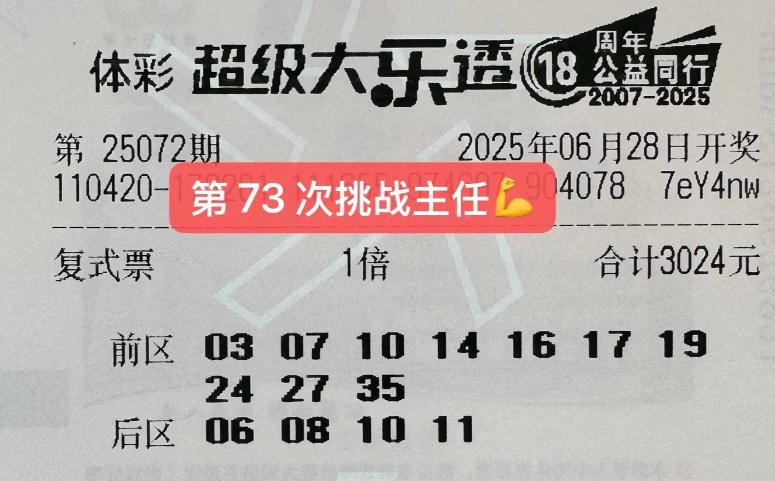 体彩 超级大乐透 18 周年
公益同行
2007-2025
第 25072期 2025年06月28日开奖
110420- 904078 7eY4nw
第 73 次挑战主任💪
复式票 1倍 合计3024元
前区 03 07 10 14 16 17 19
24 27 35
后区 06 08 10 11